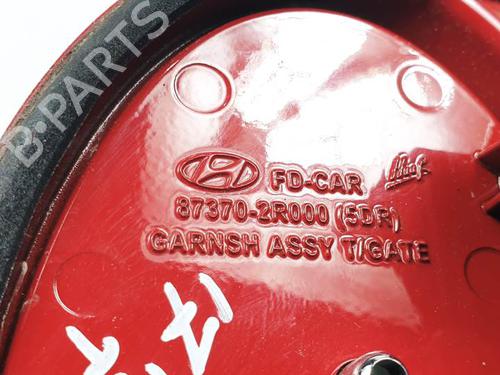 B-PARTS
FD-CAR
87370-2R000 (5DR)
GARNSH ASSY T/GATE